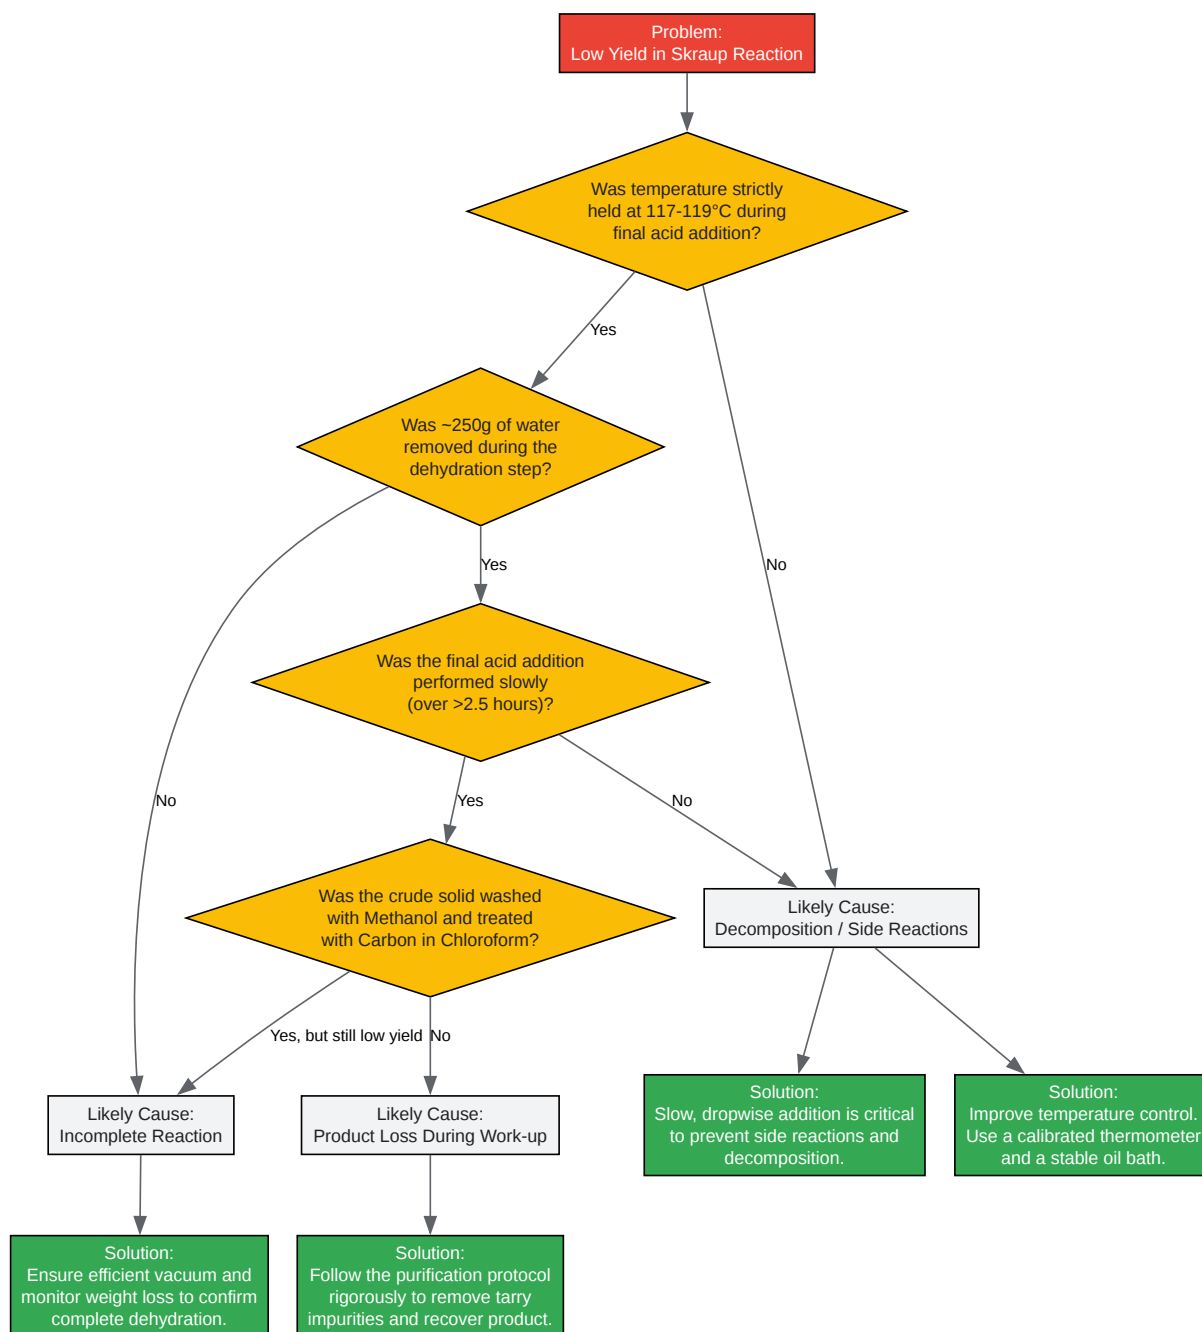 Problem:
Low Yield in Skraup Reaction
Was temperature strictly
held at 117-119°C during
final acid addition?
Yes
Was ~250g of water
removed during the
dehydration step?
Yes
No
Was the final acid addition
performed slowly
(over >2.5 hours)?
No
Yes
No
Was the crude solid washed
with Methanol and treated
with Carbon in Chloroform?
Likely Cause:
Decomposition / Side Reactions
Yes, but still low yield
No
Likely Cause:
Incomplete Reaction
Likely Cause:
Product Loss During Work-up
Solution:
Slow, dropwise addition is critical
to prevent side reactions and
decomposition.
Solution:
Improve temperature control.
Use a calibrated thermometer
and a stable oil bath.
Solution:
Ensure efficient vacuum and
monitor weight loss to confirm
complete dehydration.
Solution:
Follow the purification protocol
rigorously to remove tarry
impurities and recover product.